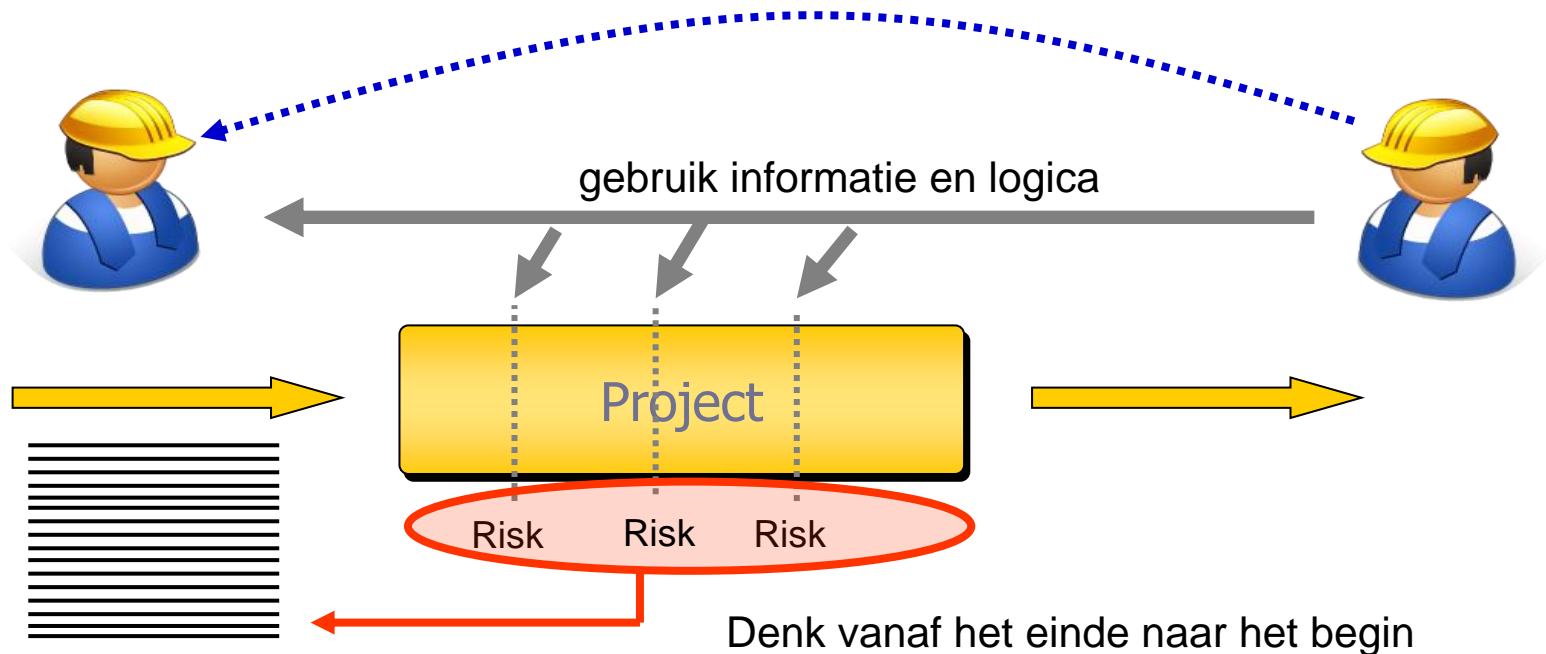 gebruik informatie en logica
Project
Risk Risk Risk
Denk vanaf het einde naar het begin